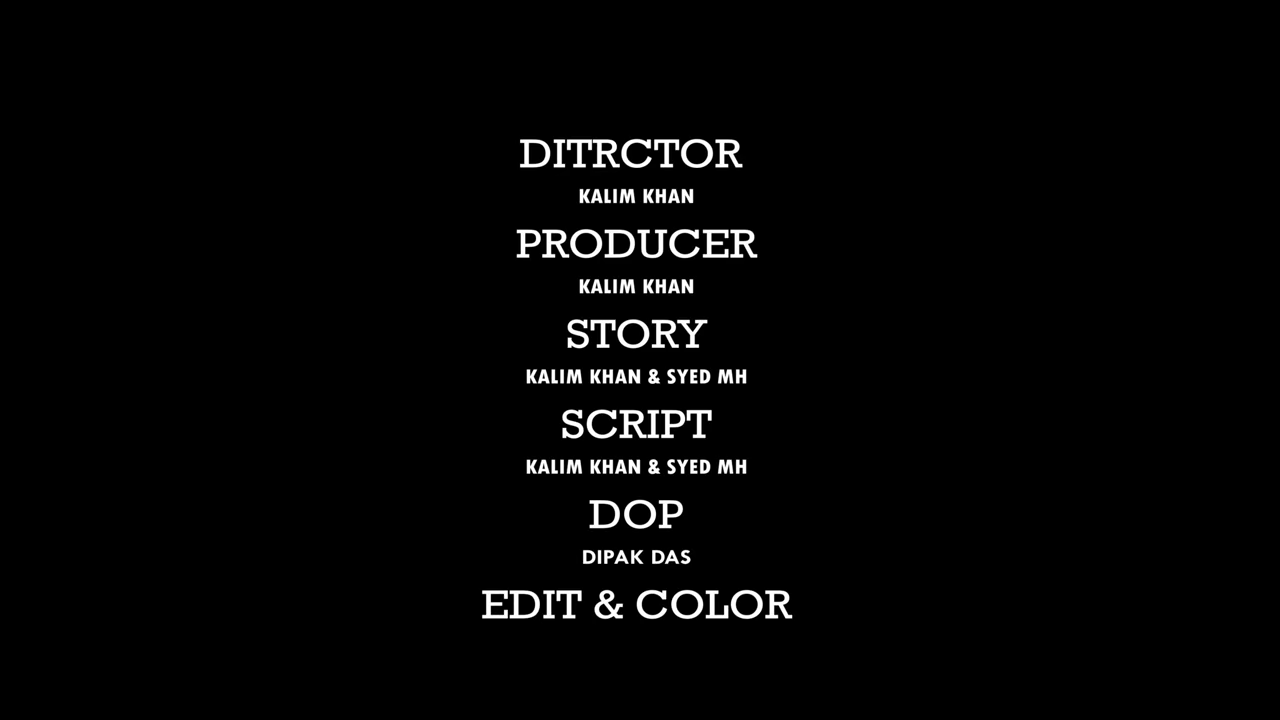 DITRCTOR
KALIM KHAN
PRODUCER
KALIM KHAN
STORY
KALIM KHAN & SYED MH
SCRIPT
KALIM KHAN & SYED MH
DOP
DIPAK DAS
EDIT & COLOR